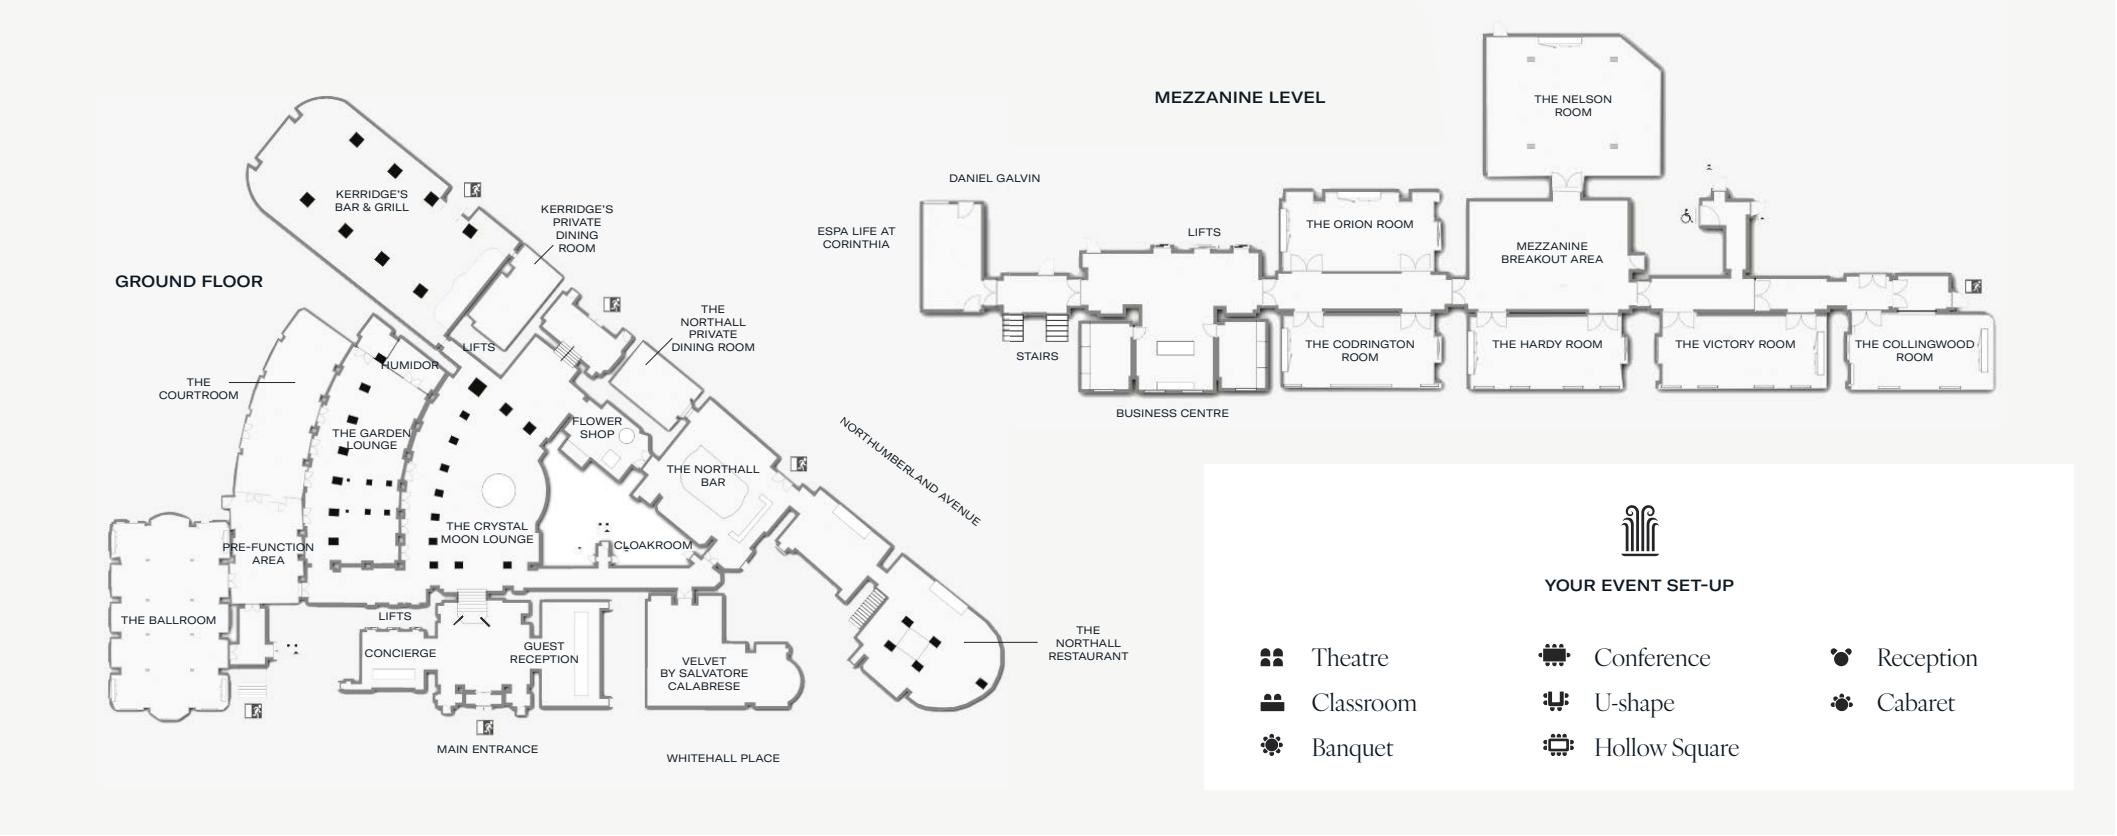 GROUND FLOOR
KERRIDGE'S
BAR & GRILL
KERRIDGE'S
PRIVATE
DINING
ROOM
THE
NORTHALL
PRIVATE
DINING ROOM
LIFTS
HUMIDOR
THE
COURTROOM
THE GARDEN
LOUNGE
FLOWER
SHOP
THE NORTHALL
BAR
NORTHUMBERLAND AVENUE
THE CRYSTAL
MOON LOUNGE
CLOAKROOM
PRE-FUNCTION
AREA
THE BALLROOM
LIFTS
CONCIERGE
GUEST
RECEPTION
VELVET
BY SALVATORE
CALABRESE
THE
NORTHALL
RESTAURANT
MAIN ENTRANCE
WHITEHALL PLACE
MEZZANINE LEVEL
DANIEL GALVIN
ESPA LIFE AT
CORINTHIA
STAIRS
LIFTS
BUSINESS CENTRE
THE ORION ROOM
THE CODRINGTON
ROOM
THE NELSON
ROOM
MEZZANINE
BREAKOUT AREA
THE HARDY ROOM
THE VICTORY ROOM
THE COLLINGWOOD
ROOM
YOUR EVENT SET-UP
Theatre
Classroom
Banquet
Conference
U-shape
Hollow Square
Reception
Cabaret